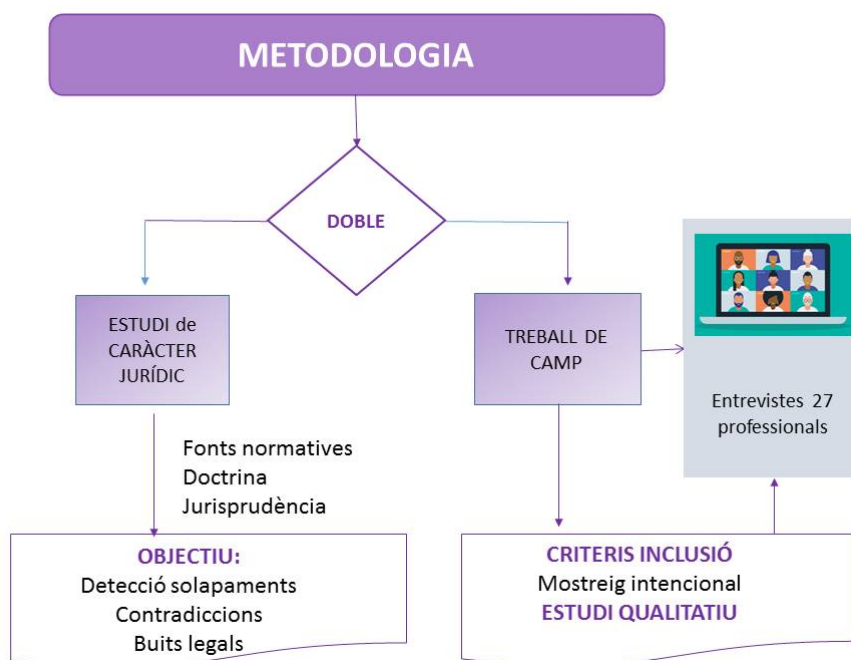 METODOLOGIA
DOBLE
ESTUDI de
CARÀCTER
JURÍDIC
TREBALL DE
CAMP
Entrevistes 27
professionals
Fonts normatives
Doctrina
Jurisprudència
OBJECTIU:
Detecció solapaments
Contradiccions
Buits legals
CRITERIS INCLUSIÓ
Mostreig intencional
ESTUDI QUALITATIU